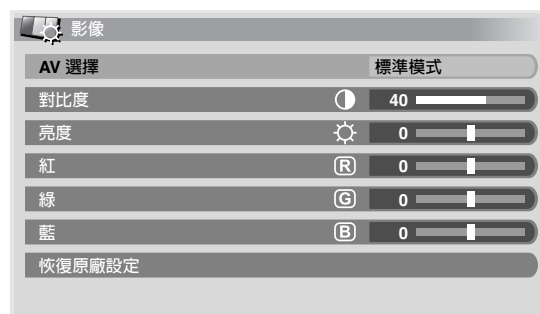 影像
AV 選擇 標準模式
對比度 40
亮度 0
紅 R 0
綠 G 0
藍 B 0
恢復原廠設定